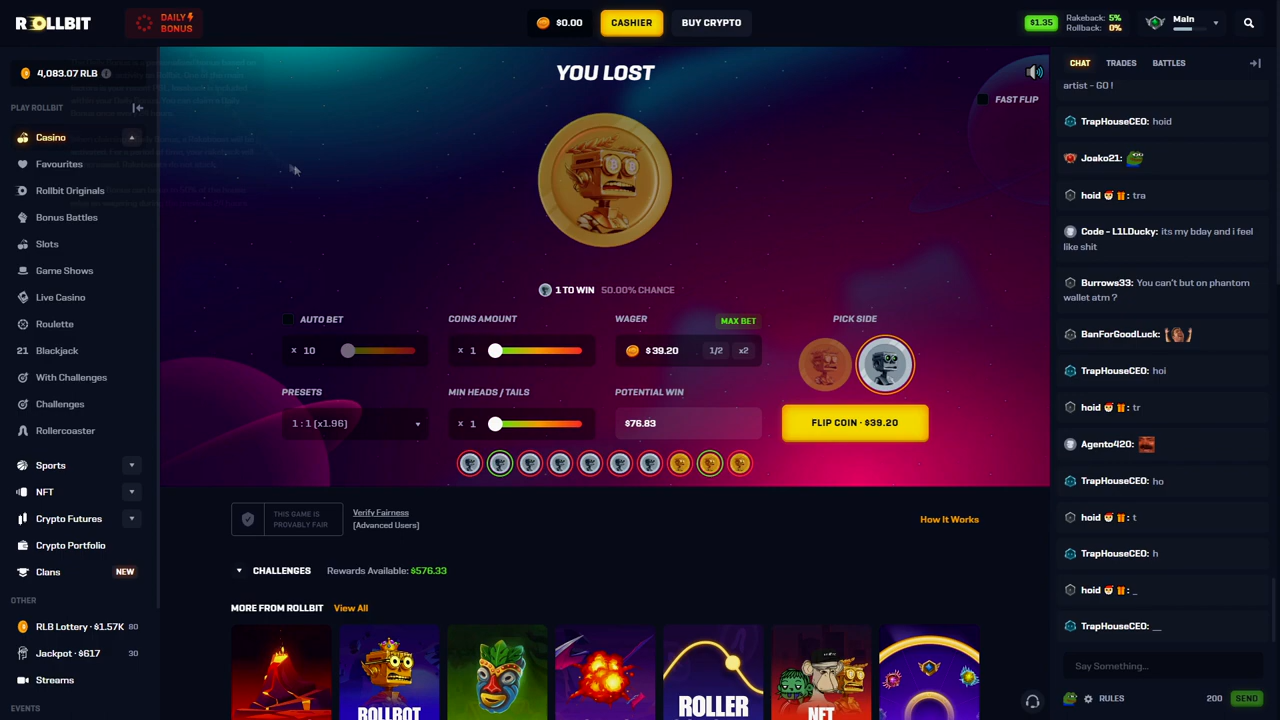 ROLLBIT
DAILY
BONUS
$0.00
CASHIER
BUY CRYPTO
$1.35
Rakeback: 5%
Rollback: 0%
Main
4,083.07 RLB
PLAY ROLLBIT
Casino
Favourites
Rollbit Originals
Bonus Battles
Slots
Game Shows
Live Casino
Roulette
21 Blackjack
With Challenges
Challenges
Rollercoaster
Sports
NFT
Crypto Futures
Crypto Portfolio
Clans NEW
OTHER
RLB Lottery · $1.57K 80
Jackpot · $617 30
Streams
EVENTS
YOU LOST
FAST FLIP
1 TO WIN 50.00% CHANCE
AUTO BET
x 10
COINS AMOUNT
x 1
WAGER
MAX BET
$39.20
1/2
x2
PICK SIDE
PRESETS
1 : 1 (x1.96)
MIN HEADS / TAILS
x 1
POTENTIAL WIN
$76.83
FLIP COIN · $39.20
THIS GAME IS
PROVABLY FAIR
Verify Fairness
[Advanced Users]
How It Works
CHALLENGES Rewards Available: $576.33
MORE FROM ROLLBIT View All
ROLLBOT
ROLLER
NFT
CHAT TRADES BATTLES
artist - GO !
TrapHouseCEO: hoid
Joako21:
hoid: tra
Code - L1LDucky: its my bday and i feel
like shit
Burrows33: You can't but on phantom
wallet atm ?
BanForGoodLuck:
TrapHouseCEO: hoi
hoid: tr
Agento420:
TrapHouseCEO: ho
hoid: t
TrapHouseCEO: h
hoid: _
TrapHouseCEO: __
Say Something...
RULES
200
SEND